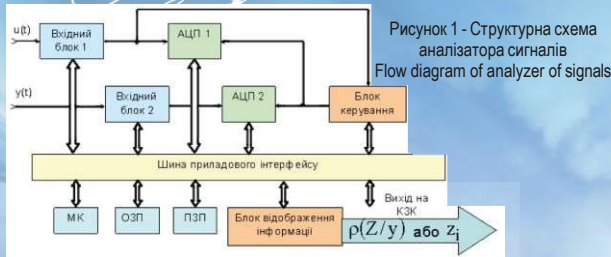 Рисунок 1 - Структурна схема
аналізатора сигналів
Flow diagram of analyzer of signals
u(t)
Вхідний
блок 1
АЦП 1
y(t)
Вхідний
блок 2
АЦП 2
Блок
керування
Шина приладового інтерфейсу
МК
ОЗП
ПЗП
Блок відображення
інформації
Вихід на
КЗК
ρ(Z/y) або zi